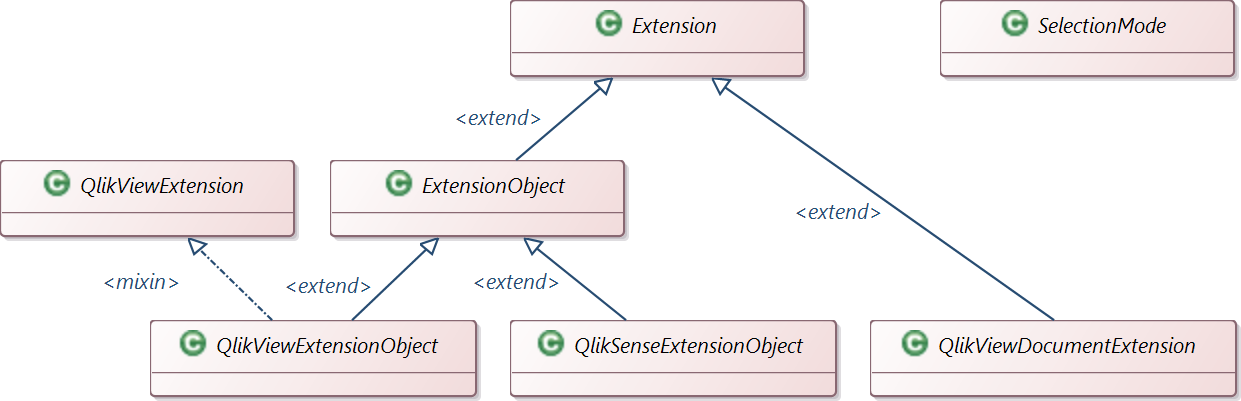 C Extension
C SelectionMode
<extend>
C QlikViewExtension
C ExtensionObject
<extend>
<mixin>
<extend>
<extend>
C QlikViewExtensionObject
C QlikSenseExtensionObject
C QlikViewDocumentExtension